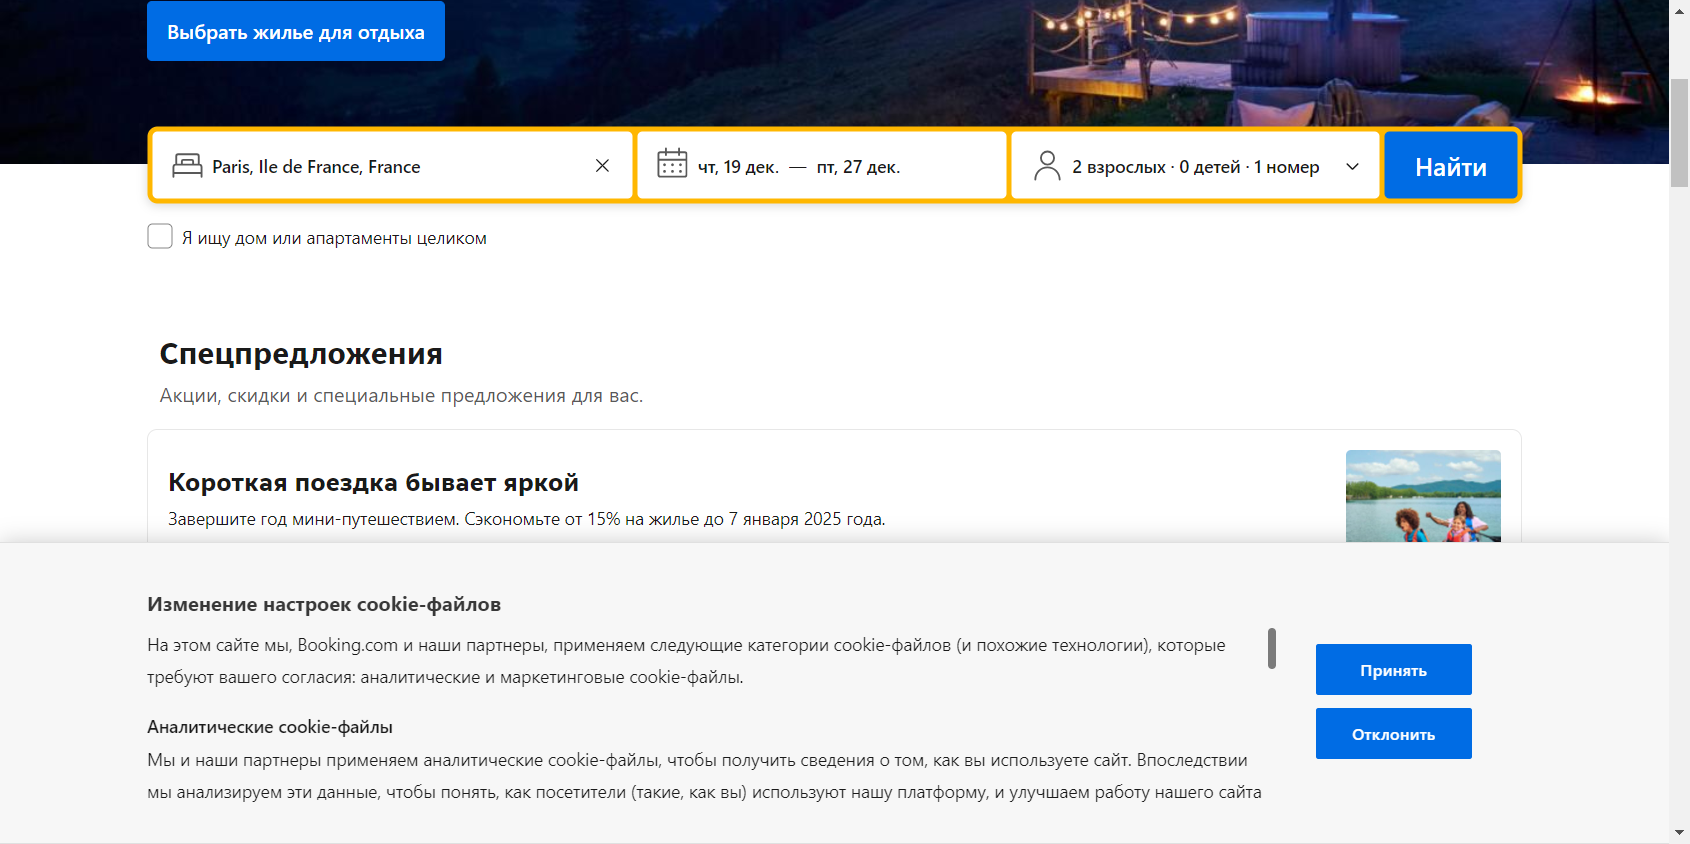 Выбрать жилье для отдыха
Paris, Ile de France, France
чт, 19 дек. — пт, 27 дек.
2 взрослых · 0 детей · 1 номер
Найти
Я ищу дом или апартаменты целиком
Спецпредложения
Акции, скидки и специальные предложения для вас.
Короткая поездка бывает яркой
Завершите год мини-путешествием. Сэкономьте от 15% на жилье до 7 января 2025 года.
Изменение настроек cookie-файлов
На этом сайте мы, Booking.com и наши партнеры, применяем следующие категории cookie-файлов (и похожие технологии), которые
требуют вашего согласия: аналитические и маркетинговые cookie-файлы.
Аналитические cookie-файлы
Мы и наши партнеры применяем аналитические cookie-файлы, чтобы получить сведения о том, как вы используете сайт. Впоследствии
мы анализируем эти данные, чтобы понять, как посетители (такие, как вы) используют нашу платформу, и улучшаем работу нашего сайта
Принять
Отклонить